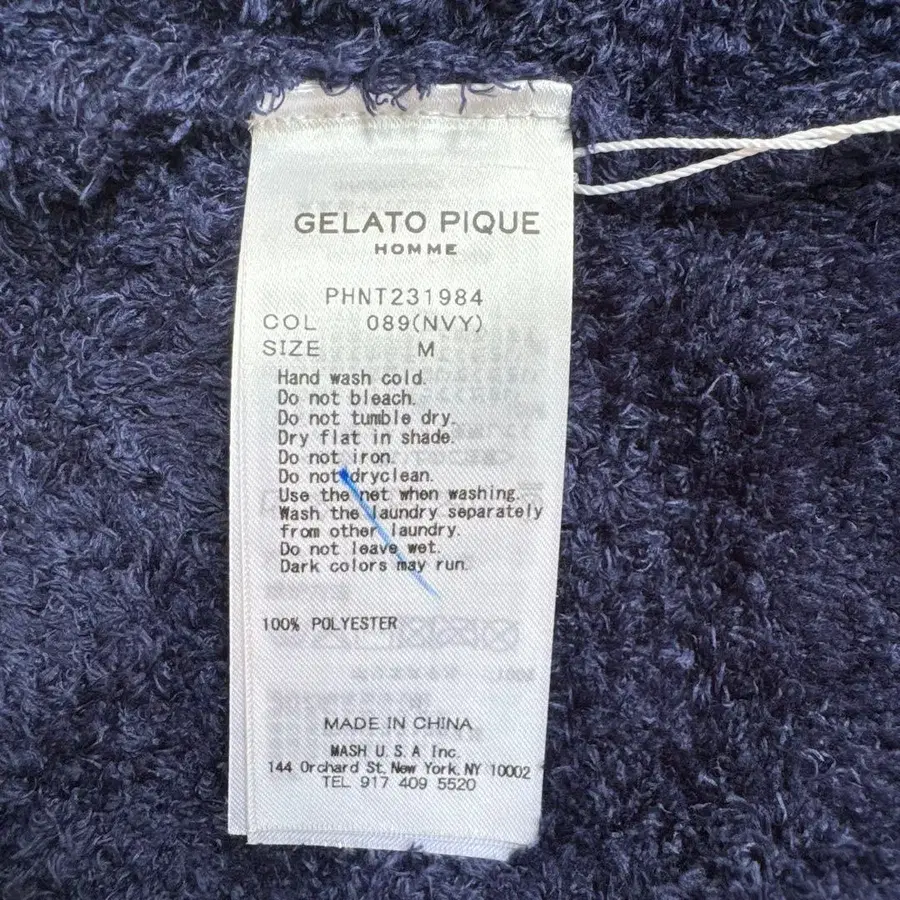 GELATO PIQUE
HOMME
PHNT231984
COL 089(NVY)
SIZE M
Hand wash cold.
Do not bleach.
Do not tumble dry.
Dry flat in shade.
Do not iron.
Do not dryclean.
Use the net when washing.
Wash the laundry separately
from other laundry.
Do not leave wet.
Dark colors may run.
100% POLYESTER
MADE IN CHINA
MASH U.S.A Inc.
144 Orchard St, New York, NY 10002
TEL 917 409 5520